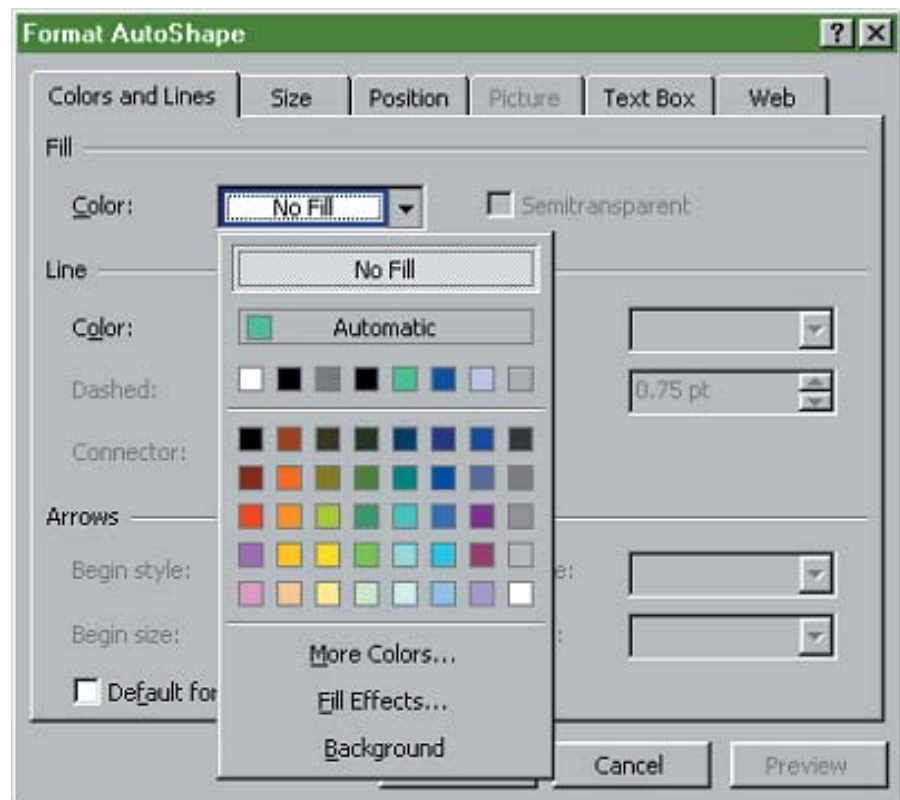 Format AutoShape
Colors and Lines Size Position Picture Text Box Web
Fill
Color: No Fill Semitransparent
No Fill
Line
Color: Automatic
Dashed: 0.75 pt
Connector:
Arrows
Begin style:
Begin size:
More Colors...
Default for
Fill Effects...
Background
Cancel Preview